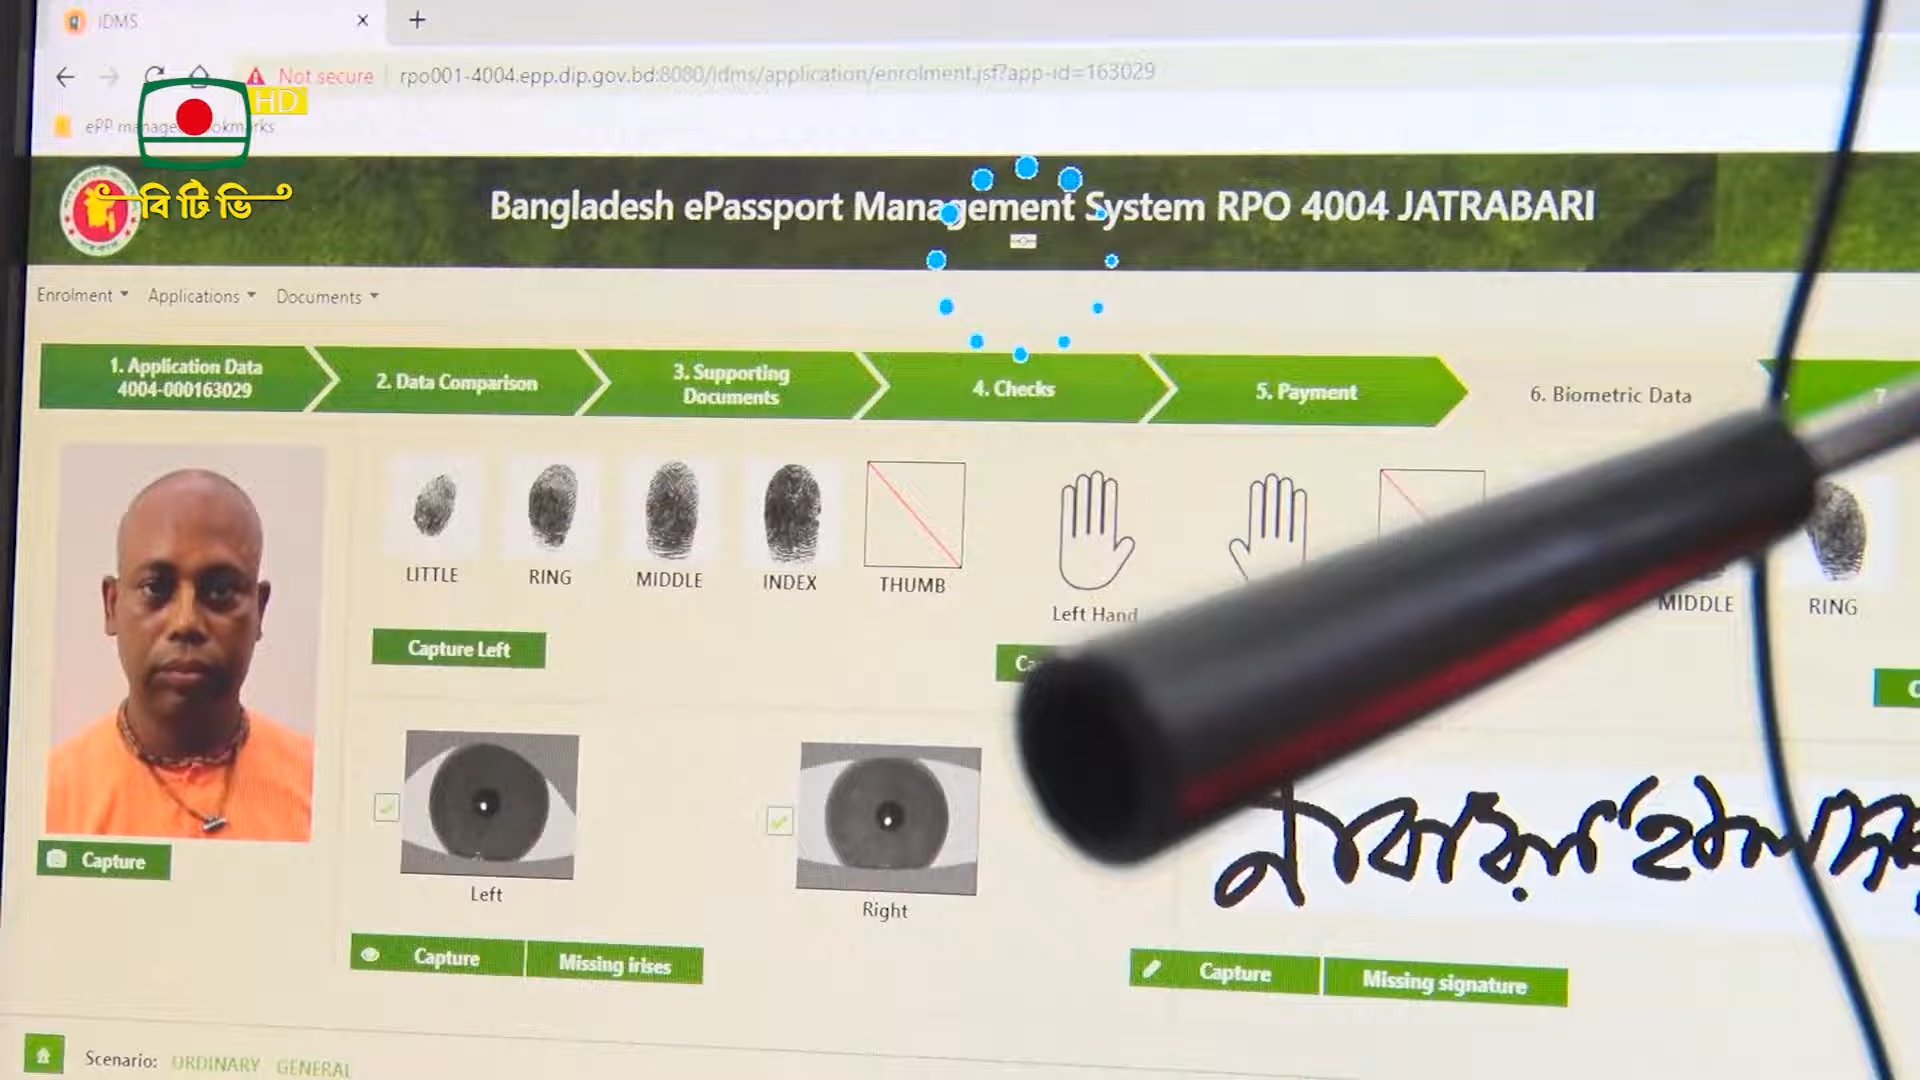 IDMS
Not secure
rpo001-4004.epp.dip.gov.bd:8080/idms/application/enrolment.jsf?app-id=163029
HD
ePP
বিটিভি
Bangladesh ePassport Management System RPO 4004 JATRABARI
Enrolment Applications Documents
1. Application Data
4004-000163029
2. Data Comparison
3. Supporting
Documents
4. Checks
5. Payment
6. Biometric Data
7
LITTLE RING MIDDLE INDEX THUMB
Left Hand
MIDDLE RING
Capture Left
Capture
Left
Right
Capture Missing irises
Capture Missing signature
Scenario: ORDINARY GENERAL